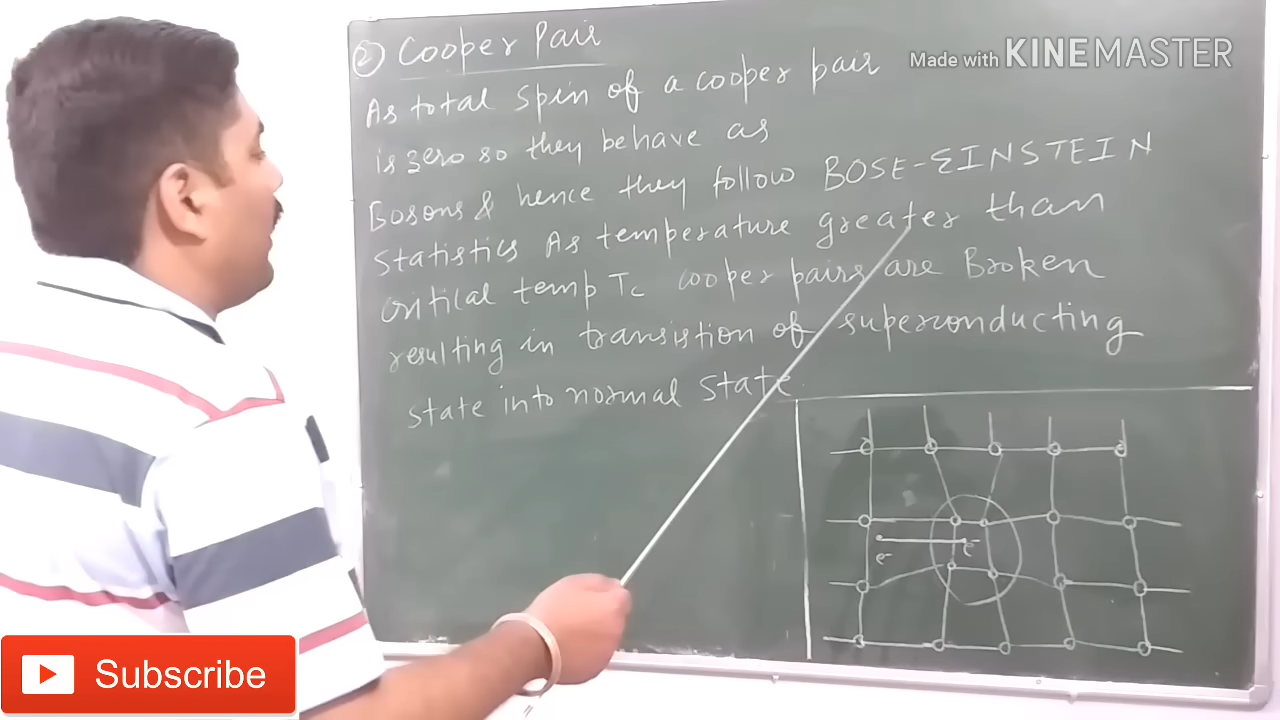 ② Cooper Pair
Made with KINEMASTER
As total spin of a cooper pair
is zero so they behave as
Bosons & hence they follow BOSE-EINSTEIN
statistics As temperature greater than
critical temp Tc cooper pairs are Broken
resulting in transistion of superconducting
state into normal state
e- e-
Subscribe